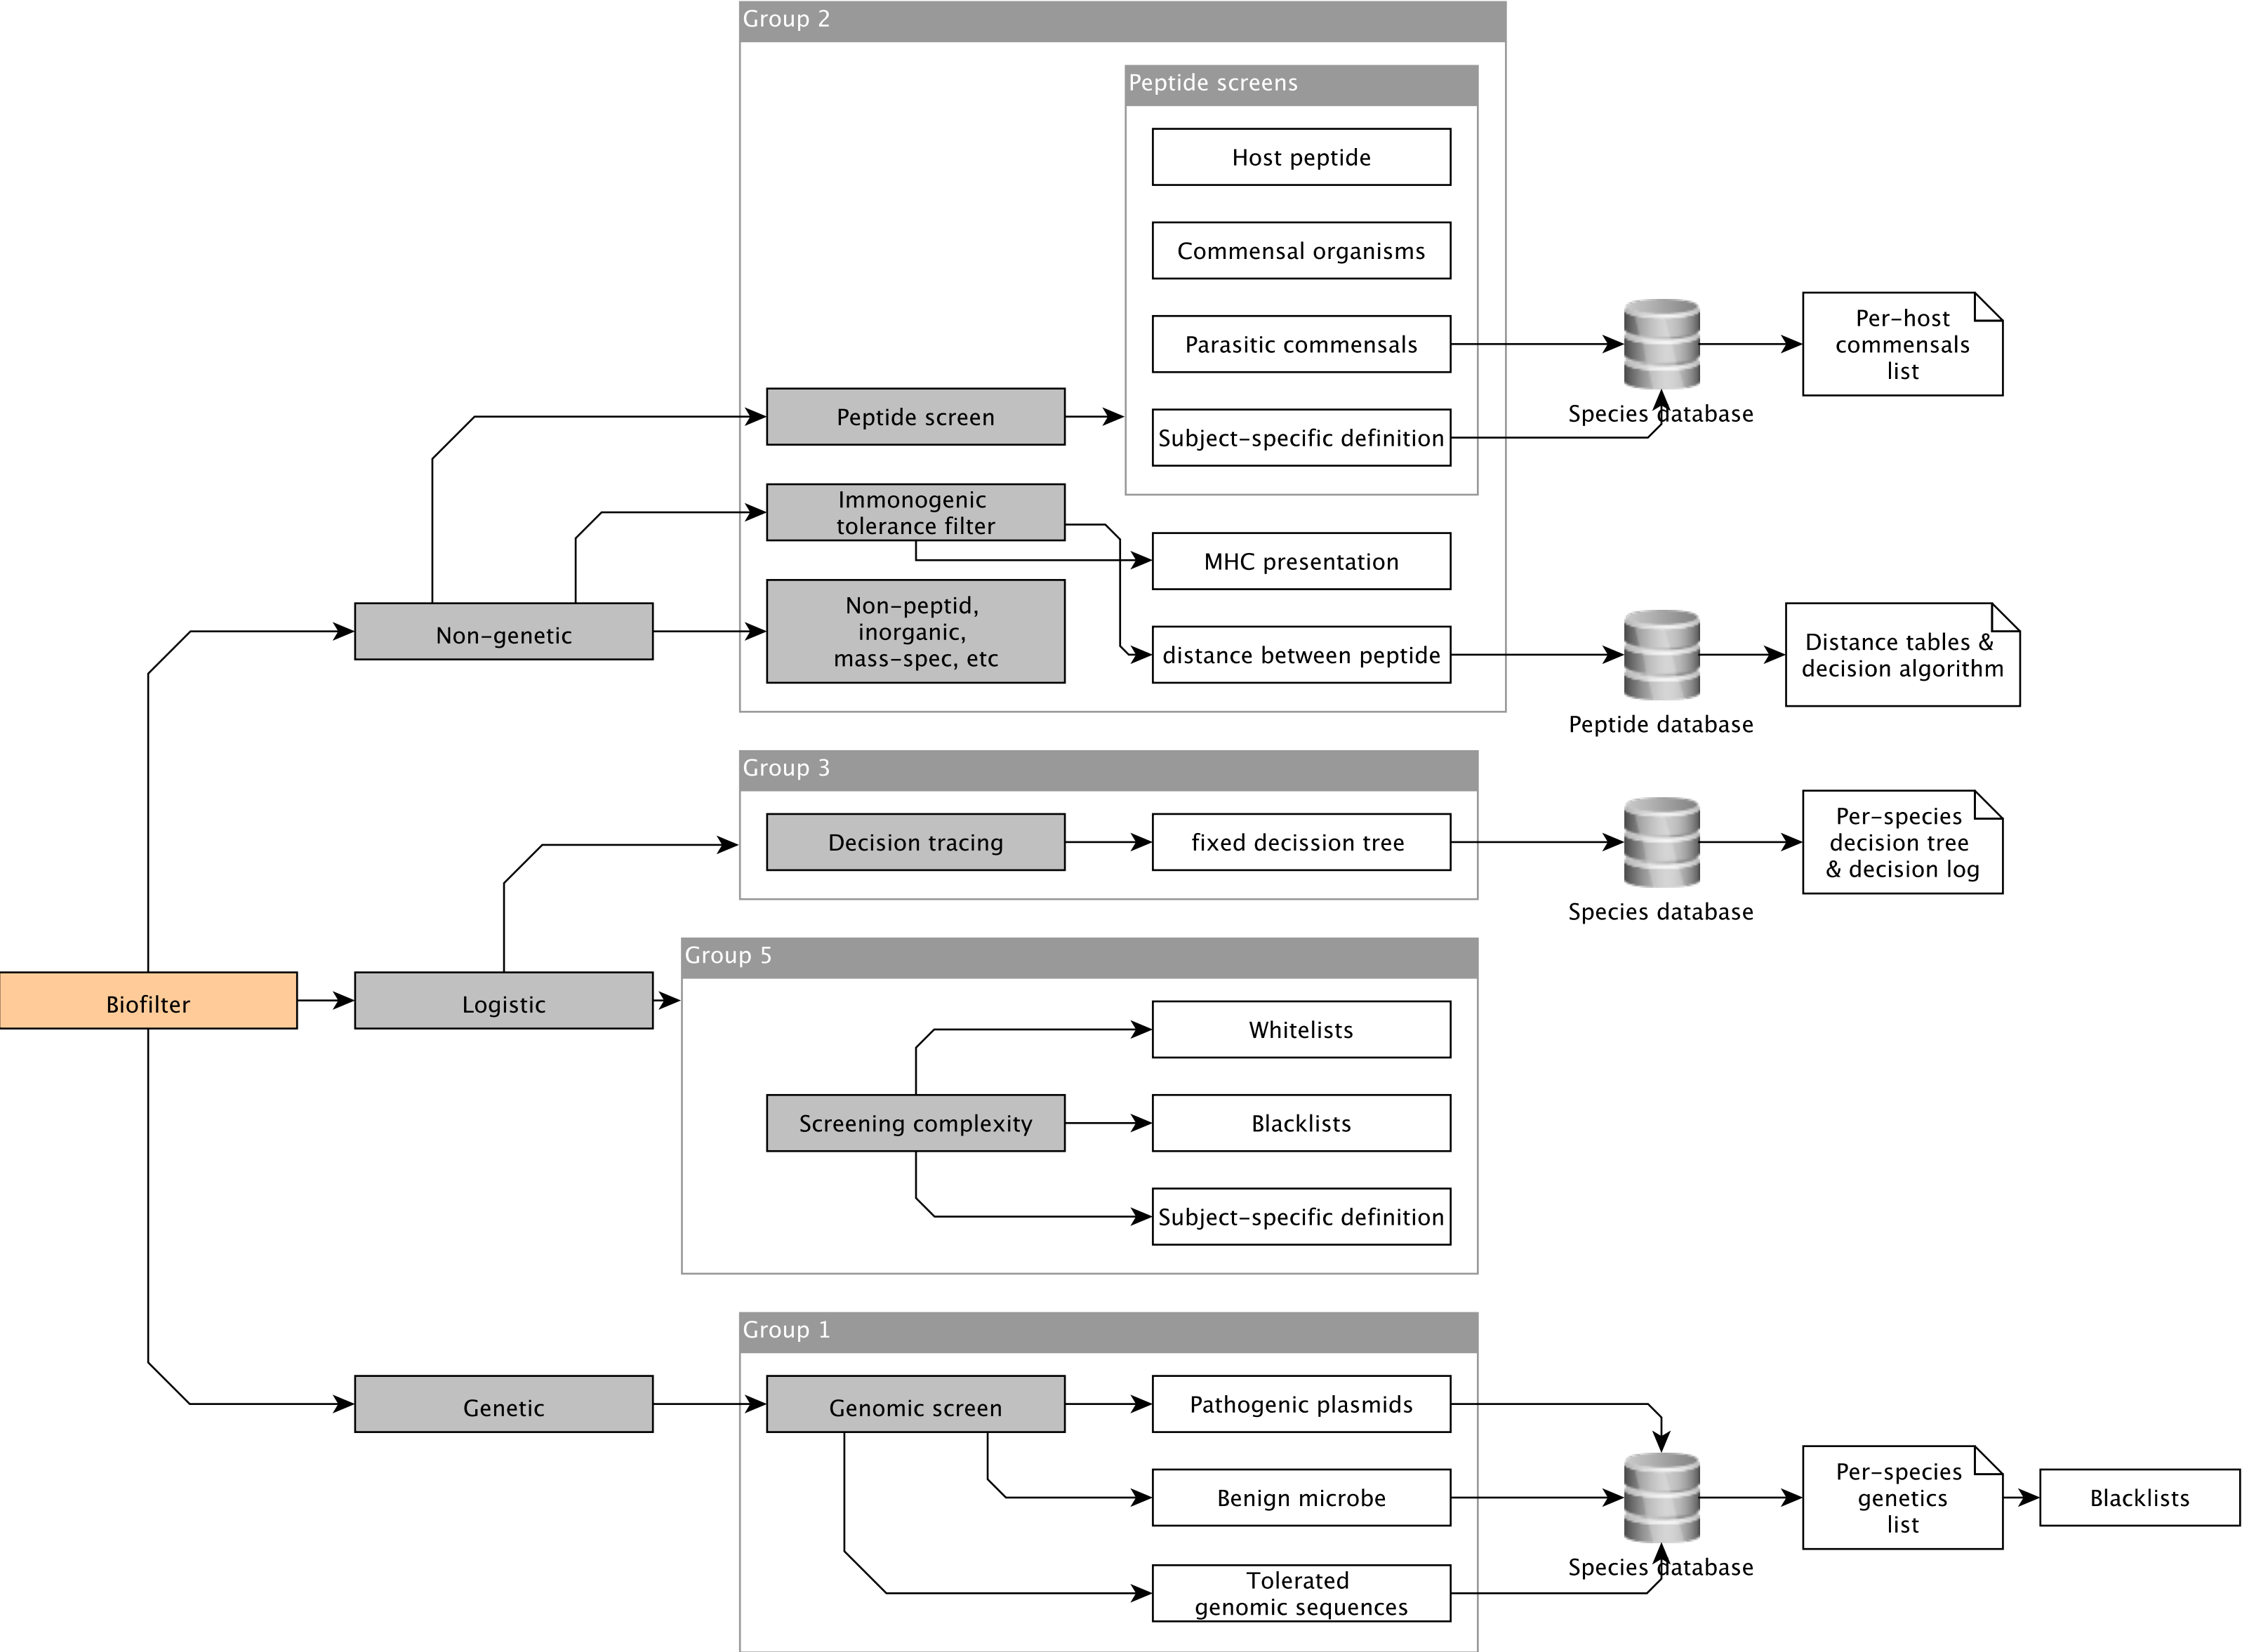 Group 2
Peptide screens
Host peptide
Commensal organisms
Parasitic commensals
Subject-specific definition
Species database
Per-host
commensals
list
Peptide screen
Immonogenic
tolerance filter
Non-peptid,
inorganic,
mass-spec, etc
MHC presentation
distance between peptide
Peptide database
Distance tables &
decision algorithm
Non-genetic
Group 3
Decision tracing
fixed decission tree
Species database
Per-species
decision tree
& decision log
Biofilter
Logistic
Group 5
Screening complexity
Whitelists
Blacklists
Subject-specific definition
Group 1
Genetic
Genomic screen
Pathogenic plasmids
Benign microbe
Tolerated
genomic sequences
Species database
Per-species
genetics
list
Blacklists